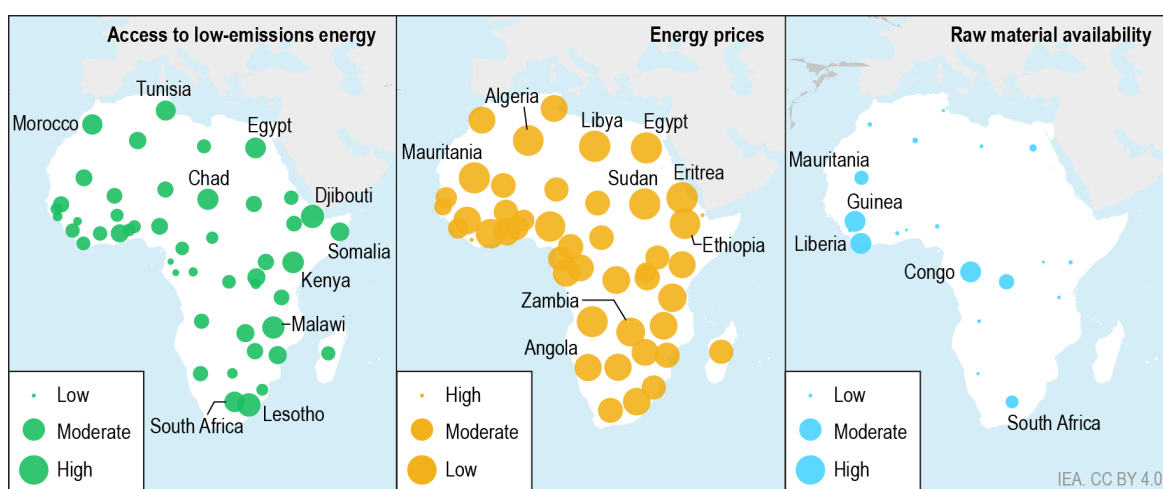 Access to low-emissions energy
Tunisia
Morocco
Egypt
Chad
Djibouti
Somalia
Kenya
Malawi
South Africa
Lesotho
Low
Moderate
High
Energy prices
Algeria
Libya
Egypt
Mauritania
Sudan
Eritrea
Ethiopia
Zambia
Angola
High
Moderate
Low
Raw material availability
Mauritania
Guinea
Liberia
Congo
South Africa
Low
Moderate
High
IEA. CC BY 4.0